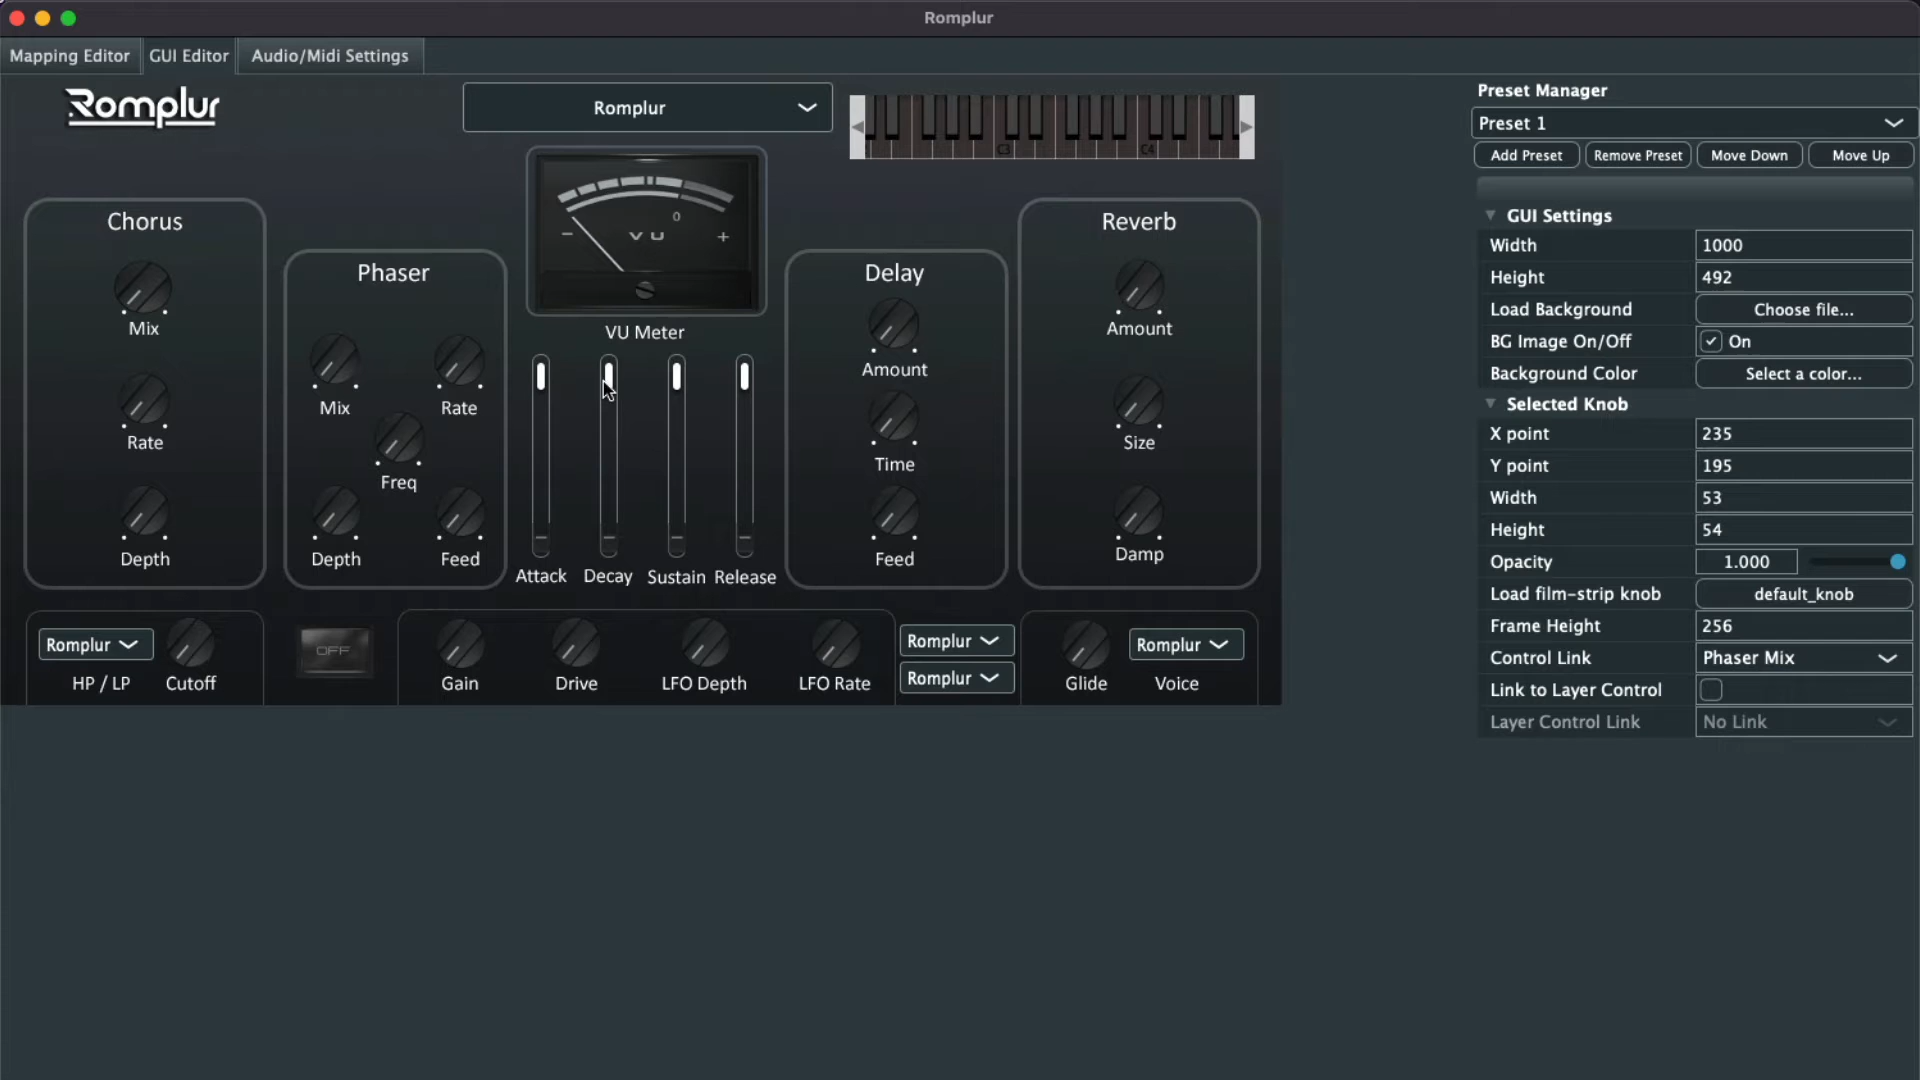 Romplur
Mapping Editor
GUI Editor
Audio/Midi Settings
Romplur
Romplur
C3
C4
Preset Manager
Preset 1
Add Preset
Remove Preset
Move Down
Move Up
GUI Settings
Width
1000
Height
492
Load Background
Choose file...
BG Image On/Off
On
Background Color
Select a color...
Selected Knob
X point
235
Y point
195
Width
53
Height
54
Opacity
1.000
Load film-strip knob
default_knob
Frame Height
256
Control Link
Phaser Mix
Link to Layer Control
Layer Control Link
No Link
Chorus
Mix
Rate
Depth
Phaser
Mix
Rate
Freq
Depth
Feed
0
- VU +
VU Meter
Attack
Decay
Sustain
Release
Delay
Amount
Time
Feed
Reverb
Amount
Size
Damp
Romplur
HP / LP
Cutoff
OFF
Gain
Drive
LFO Depth
LFO Rate
Romplur
Romplur
Glide
Romplur
Voice